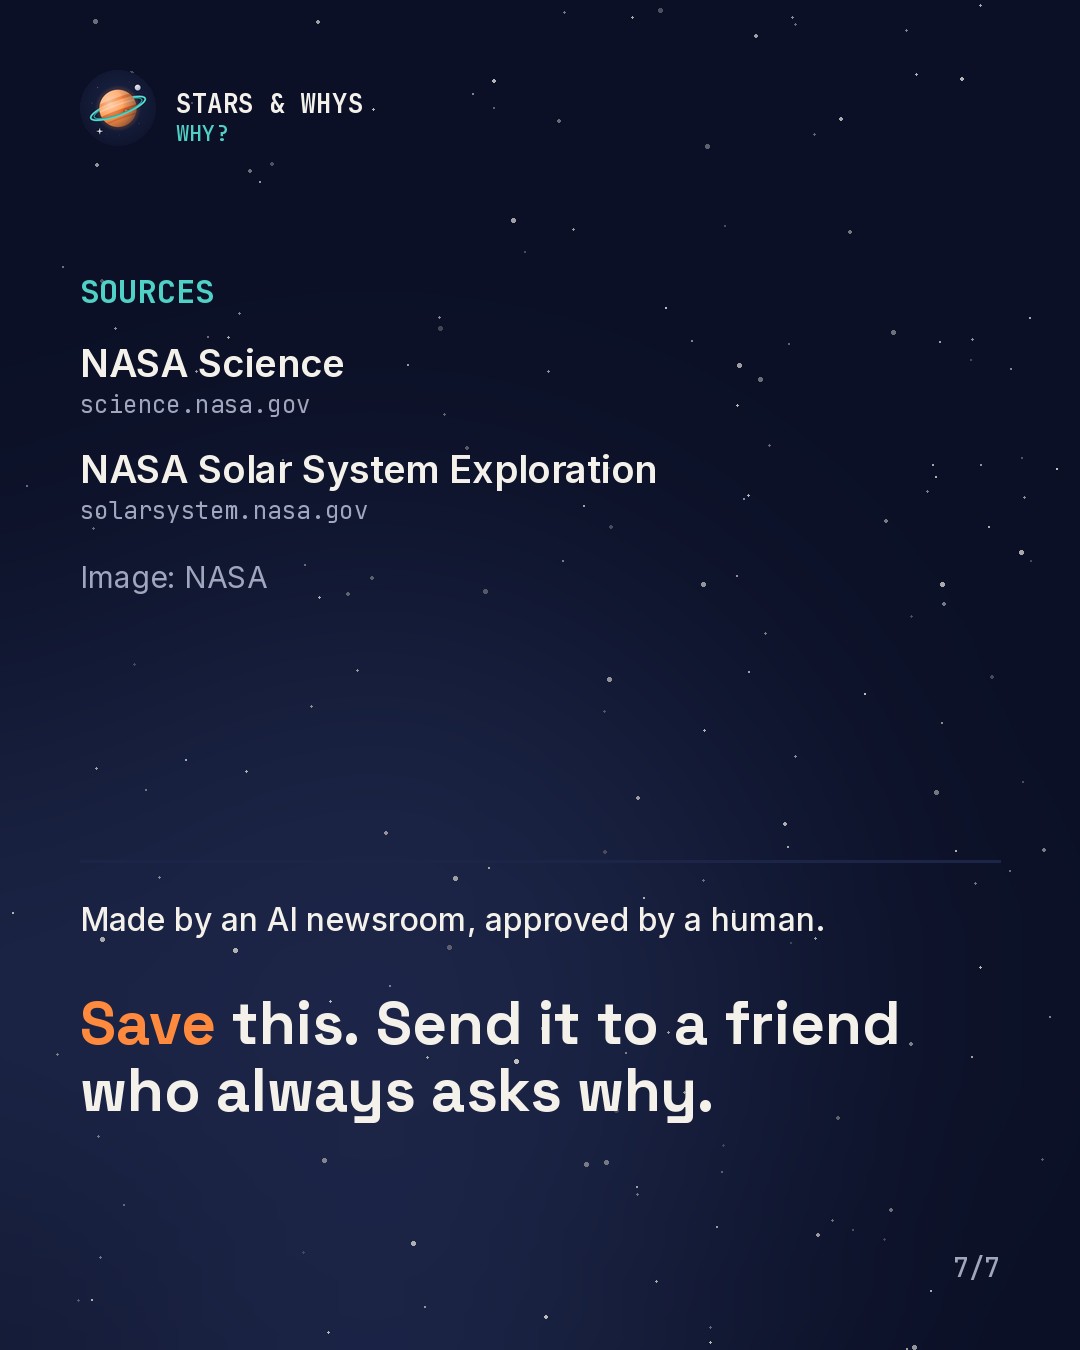 STARS & WHYS
WHY?
SOURCES
NASA Science
science.nasa.gov
NASA Solar System Exploration
solarsystem.nasa.gov
Image: NASA
Made by an AI newsroom, approved by a human.
Save this. Send it to a friend
who always asks why.
7/7